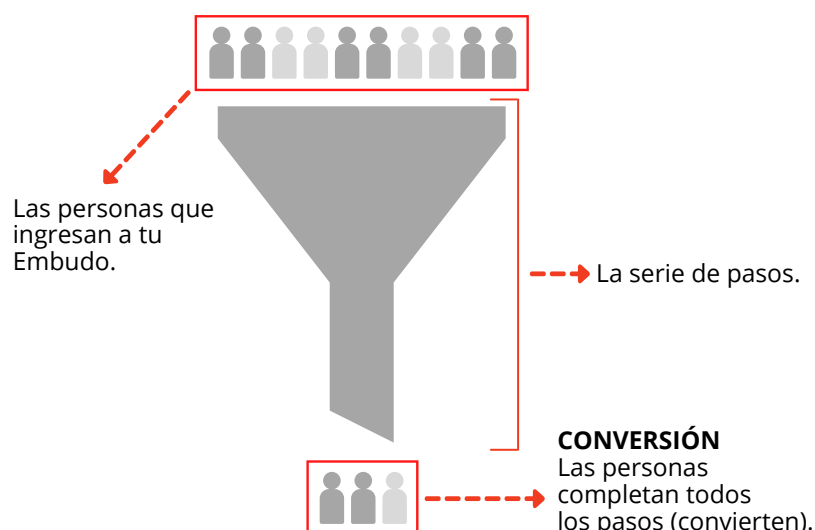 Las personas que
ingresan a tu
Embudo.
La serie de pasos.
CONVERSIÓN
Las personas
completan todos
los pasos (convierten).